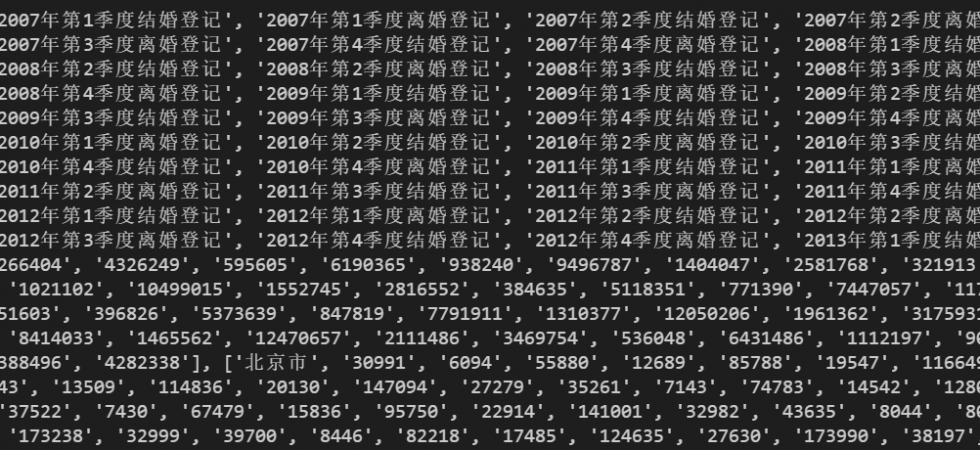 2007年第1季度结婚登记', '2007年第1季度离婚登记', '2007年第2季度结婚登记', '2007年第2季度离婚
2007年第3季度离婚登记', '2007年第4季度结婚登记', '2007年第4季度离婚登记', '2008年第1季度结婚
2008年第2季度结婚登记', '2008年第2季度离婚登记', '2008年第3季度结婚登记', '2008年第3季度离婚
2008年第4季度离婚登记', '2009年第1季度结婚登记', '2009年第1季度离婚登记', '2009年第2季度结婚
2009年第3季度结婚登记', '2009年第3季度离婚登记', '2009年第4季度结婚登记', '2009年第4季度离婚
2010年第1季度离婚登记', '2010年第2季度结婚登记', '2010年第2季度离婚登记', '2010年第3季度结婚
2010年第4季度结婚登记', '2010年第4季度离婚登记', '2011年第1季度结婚登记', '2011年第1季度离婚
2011年第2季度离婚登记', '2011年第3季度结婚登记', '2011年第3季度离婚登记', '2011年第4季度结婚
2012年第1季度结婚登记', '2012年第1季度离婚登记', '2012年第2季度结婚登记', '2012年第2季度离婚
2012年第3季度离婚登记', '2012年第4季度结婚登记', '2012年第4季度离婚登记', '2013年第1季度结婚
266404', '4326249', '595605', '6190365', '938240', '9496787', '1404047', '2581768', '321913
'1021102', '10499015', '1552745', '2816552', '384635', '5118351', '771390', '7447057', '117
51603', '396826', '5373639', '847819', '7791911', '1310377', '12050206', '1961362', '317593
'8414033', '1465562', '12470657', '2111486', '3469754', '536048', '6431486', '1112197', '9
388496', '4282338'], ['北京市', '30991', '6094', '55880', '12689', '85788', '19547', '11664
43', '13509', '114836', '20130', '147094', '27279', '35261', '7143', '74783', '14542', '128
'37522', '7430', '67479', '15836', '95750', '22914', '141001', '32982', '43635', '8044', '8
'173238', '32999', '39700', '8446', '82218', '17485', '124635', '27630', '173990', '38197',